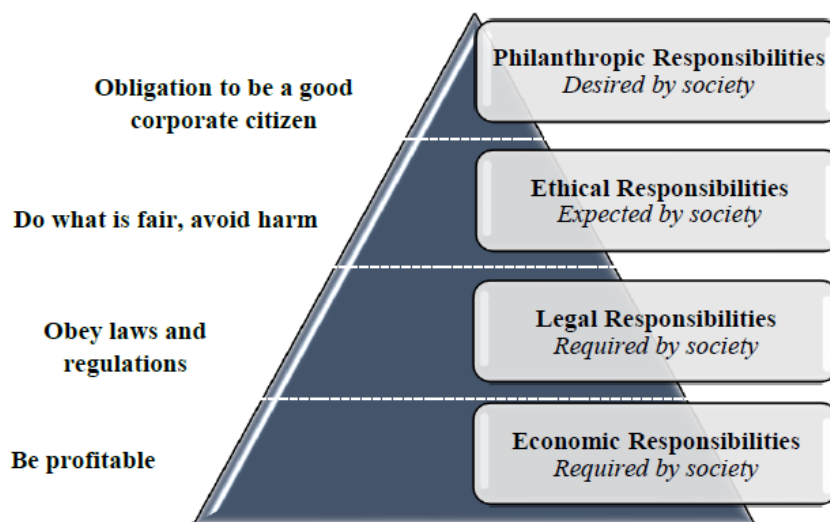 Philanthropic Responsibilities
Desired by society
Obligation to be a good
corporate citizen
Ethical Responsibilities
Expected by society
Do what is fair, avoid harm
Legal Responsibilities
Required by society
Obey laws and
regulations
Economic Responsibilities
Required by society
Be profitable